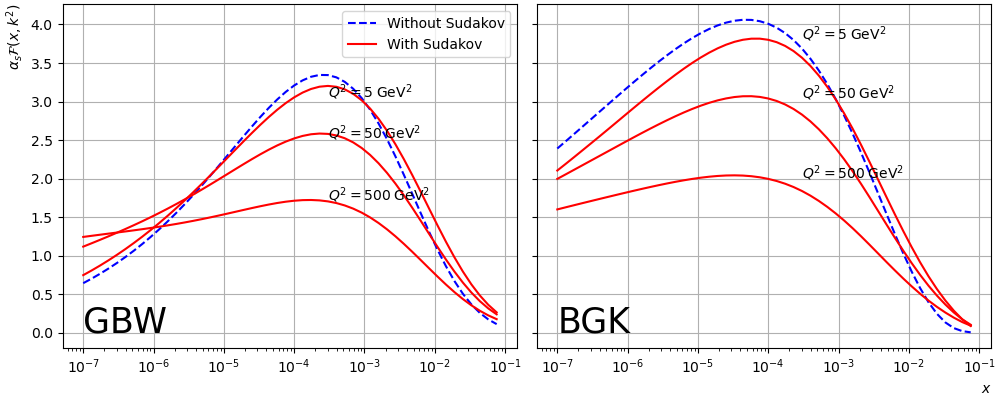 α_s𝓕(x, k²)
4.0
3.5
3.0
2.5
2.0
1.5
1.0
0.5
0.0
Without Sudakov
With Sudakov
Q² = 5 GeV²
Q² = 50 GeV²
Q² = 500 GeV²
GBW
10⁻⁷ 10⁻⁶ 10⁻⁵ 10⁻⁴ 10⁻³ 10⁻² 10⁻¹
Q² = 5 GeV²
Q² = 50 GeV²
Q² = 500 GeV²
BGK
10⁻⁷ 10⁻⁶ 10⁻⁵ 10⁻⁴ 10⁻³ 10⁻² 10⁻¹
x